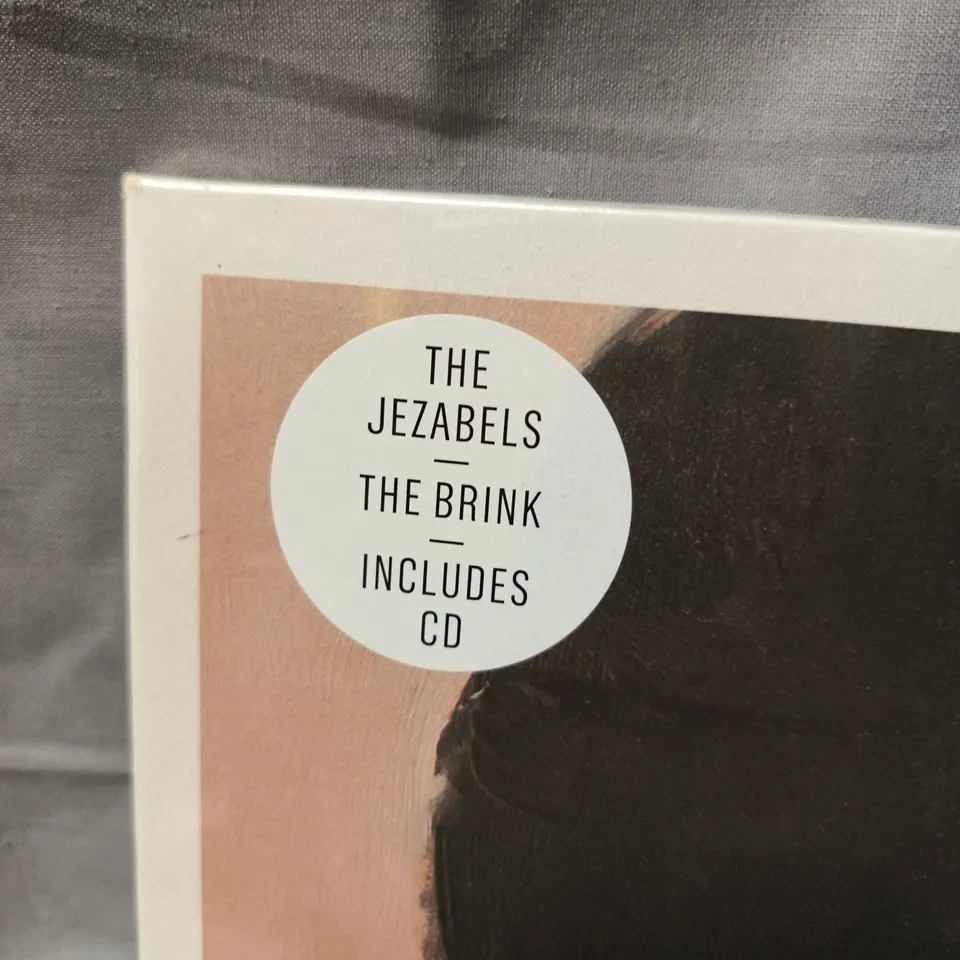 THE
JEZABELS
—
THE BRINK
—
INCLUDES
CD